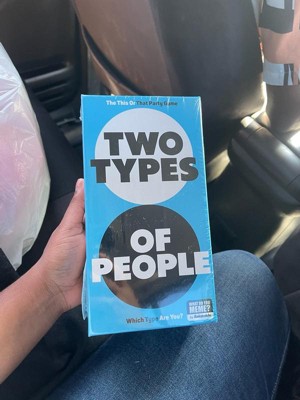 The This Or That Party Game
TWO
TYPES
OF
PEOPLE
Which Type Are You?
WHAT DO YOU
MEME?